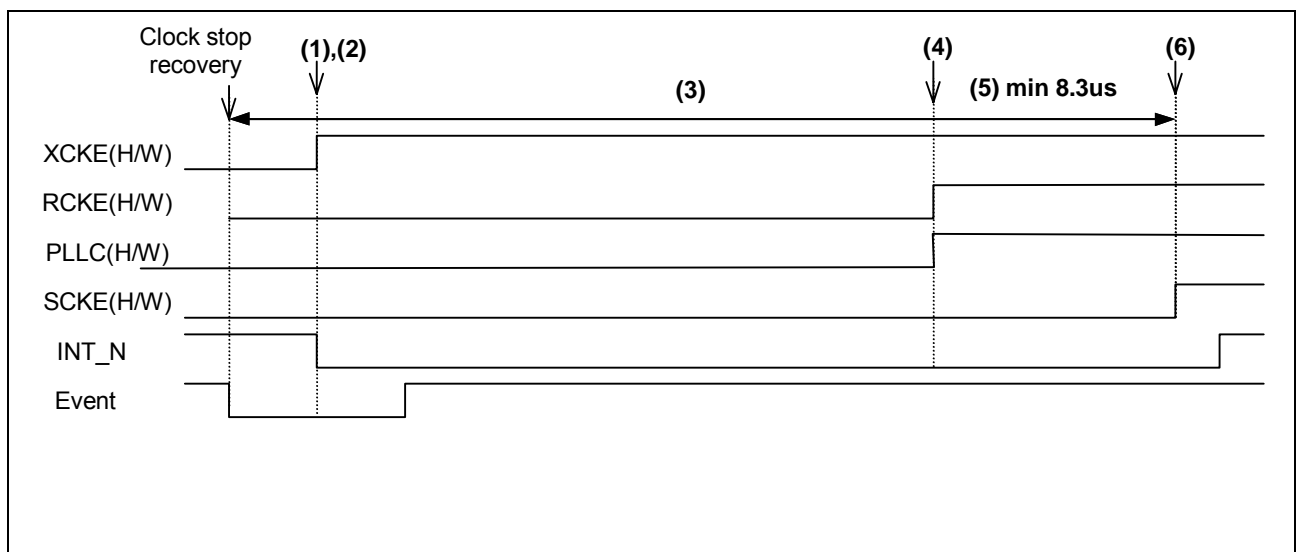 Clock stop
recovery
(1),(2)
(4)
(6)
(3)
(5) min 8.3us
XCKE(H/W)
RCKE(H/W)
PLLC(H/W)
SCKE(H/W)
INT_N
Event